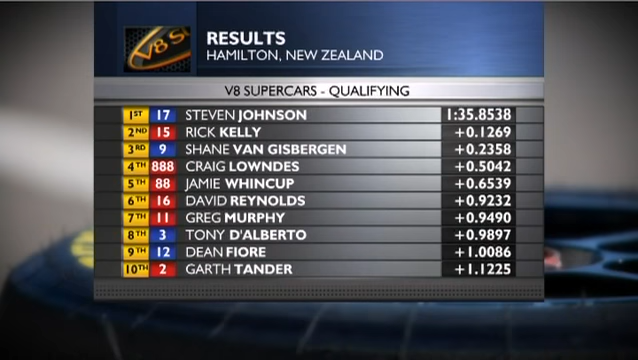 V8 Su
RESULTS
HAMILTON, NEW ZEALAND
V8 SUPERCARS - QUALIFYING
1ST 17 STEVEN JOHNSON 1:35.8538
2ND 15 RICK KELLY +0.1269
3RD 9 SHANE VAN GISBERGEN +0.2358
4TH 888 CRAIG LOWNDES +0.5042
5TH 88 JAMIE WHINCUP +0.6539
6TH 16 DAVID REYNOLDS +0.9232
7TH 11 GREG MURPHY +0.9490
8TH 3 TONY D'ALBERTO +0.9897
9TH 12 DEAN FIORE +1.0086
10TH 2 GARTH TANDER +1.1225